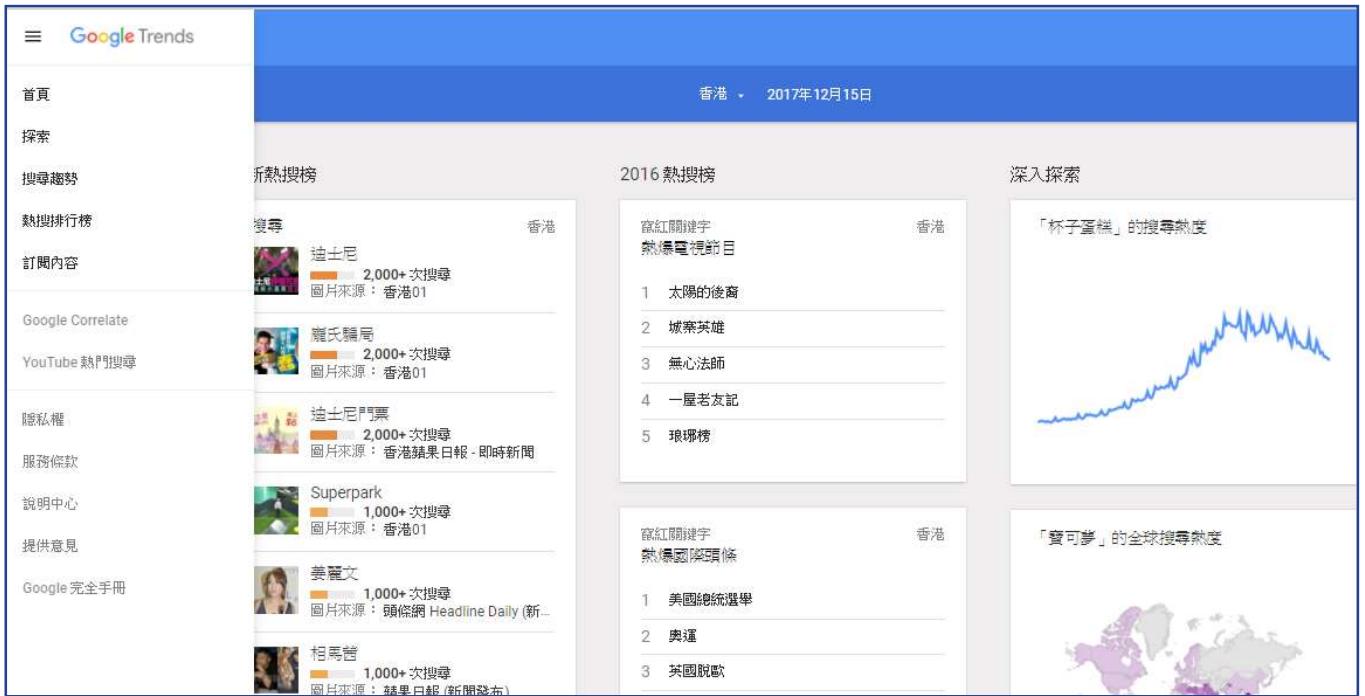 Google Trends
首頁
探索
搜尋趨勢
熱搜排行榜
訂閱內容
Google Correlate
YouTube 熱門搜尋
隱私權
服務條款
說明中心
提供意見
Google 完全手冊
香港
2017年12月15日
新熱搜榜
搜尋
香港
迪士尼
2,000+ 次搜尋
圖片來源： 香港01
龐氏騙局
2,000+ 次搜尋
圖片來源： 香港01
迪士尼門票
2,000+ 次搜尋
圖片來源： 香港蘋果日報 - 即時新聞
Superpark
1,000+ 次搜尋
圖片來源： 香港01
姜麗文
1,000+ 次搜尋
圖片來源： 頭條網 Headline Daily (新...
相馬茜
1,000+ 次搜尋
圖片來源： 蘋果日報 (新聞發布)
2016 熱搜榜
竄紅關鍵字
香港
熱爆電視節目
1 太陽的後裔
2 城寨英雄
3 無心法師
4 一屋老友記
5 琅琊榜
竄紅關鍵字
香港
熱爆國際頭條
1 美國總統選舉
2 奧運
3 英國脫歐
深入探索
「杯子蛋糕」的搜尋熱度
「寶可夢」的全球搜尋熱度